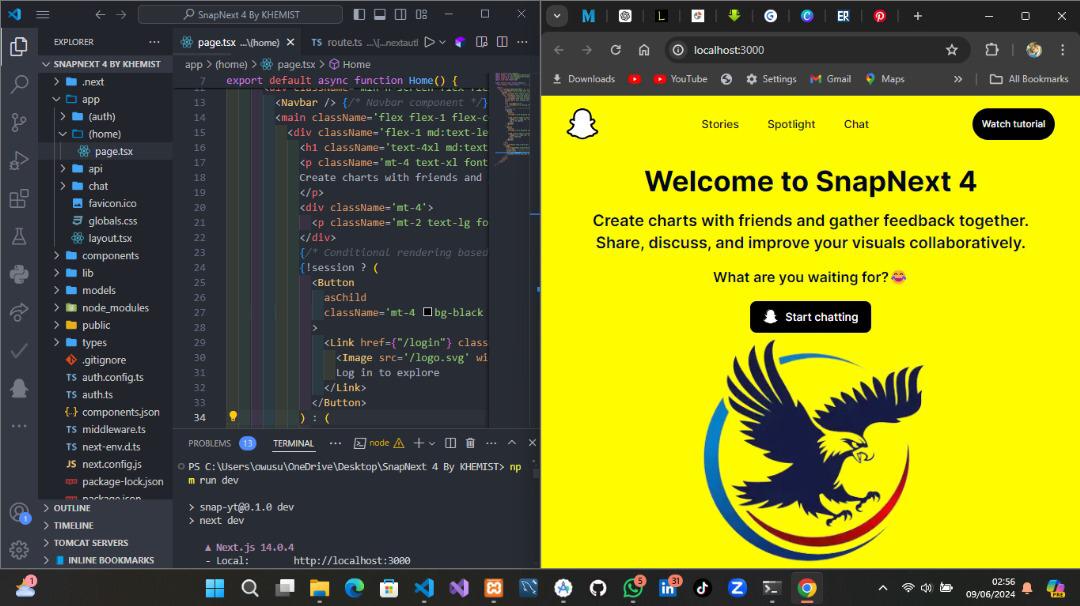 SnapNext 4 By KHEMIST
EXPLORER
SNAPNEXT 4 BY KHEMIST
.next
app
(auth)
(home)
page.tsx
api
chat
favicon.ico
globals.css
layout.tsx
components
lib
models
node_modules
public
types
.gitignore
TS auth.config.ts
TS auth.ts
components.json
TS middleware.ts
TS next-env.d.ts
JS next.config.js
package-lock.json
package.json
OUTLINE
TIMELINE
TOMCAT SERVERS
INLINE BOOKMARKS
1
page.tsx ...\(home)
TS route.ts ...\[...nextauth
app > (home) > page.tsx > Home
7 export default async function Home() {
13 <Navbar /> {/* Navbar component */}
14 <main className='flex flex-1 flex-c
15 <div className='flex-1 md:text-le
16 <h1 className='text-4xl md:text
17 <p className='mt-4 text-xl font
18 Create charts with friends and
19 </p>
20 <div className='mt-4'>
21 <p className='mt-2 text-lg fo
22 </div>
23 {/* Conditional rendering based
24 {!session ? (
25 <Button
26 asChild
27 className='mt-4 bg-black
28 >
29 <Link href={"/login"} class
30 <Image src='/logo.svg' wi
31 Log in to explore
32 </Link>
33 </Button>
34 ) : (
PROBLEMS 13 TERMINAL ... node
PS C:\Users\owusu\OneDrive\Desktop\SnapNext 4 By KHEMIST> np
m run dev
> snap-yt@0.1.0 dev
> next dev
▲ Next.js 14.0.4
- Local: http://localhost:3000
localhost:3000
Downloads
YouTube
Settings
Gmail
Maps
All Bookmarks
Stories
Spotlight
Chat
Watch tutorial
Welcome to SnapNext 4
Create charts with friends and gather feedback together.
Share, discuss, and improve your visuals collaboratively.
What are you waiting for?😂
Start chatting
1
5
31
02:56
09/06/2024
PRE